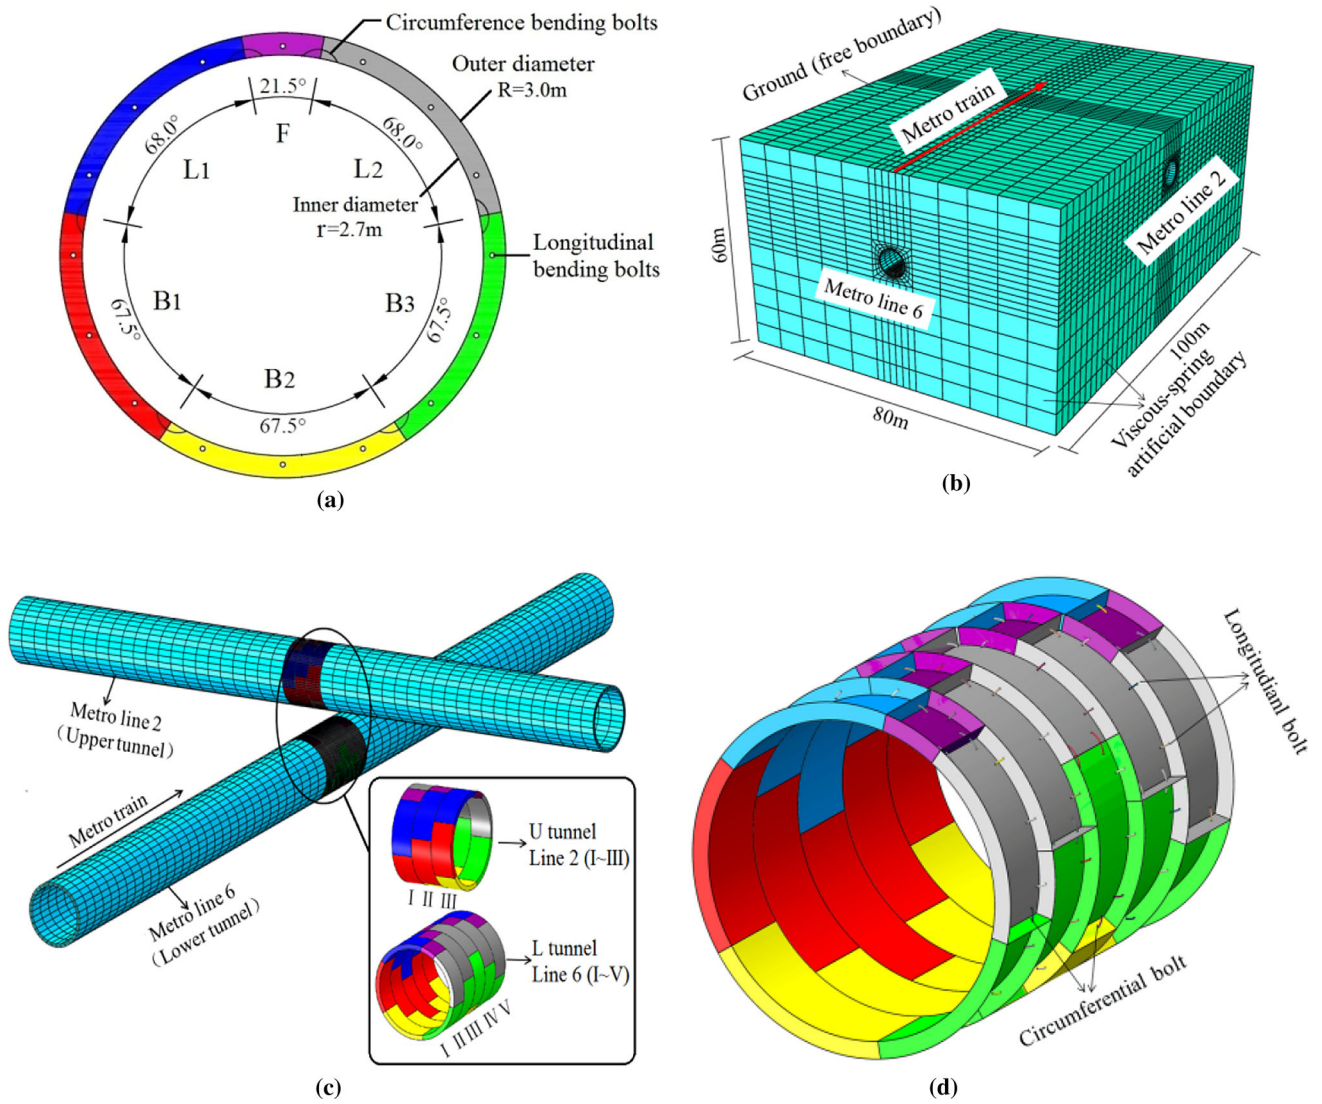 Circumference bending bolts
Outer diameter
R=3.0m
21.5°
68.0°
F
68.0°
L1
L2
Inner diameter
r=2.7m
Longitudinal
bending bolts
B1
B3
67.5°
67.5°
B2
67.5°
(a)
Ground (free boundary)
Metro train
60m
Metro line 2
Metro line 6
100m
Viscous-spring
artificial boundary
80m
(b)
Metro line 2
(Upper tunnel)
Metro train
Metro line 6
(Lower tunnel)
U tunnel
Line 2 (I~III)
I II III
L tunnel
Line 6 (I~V)
I II III IV V
(c)
Longitudianl bolt
Circumferential bolt
(d)